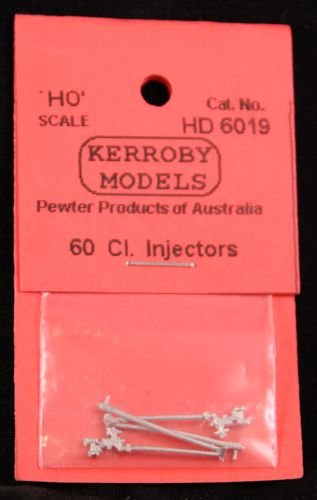 'HO'
SCALE
Cat. No.
HD 6019
KERROBY
MODELS
Pewter Products of Australia
60 Cl. Injectors